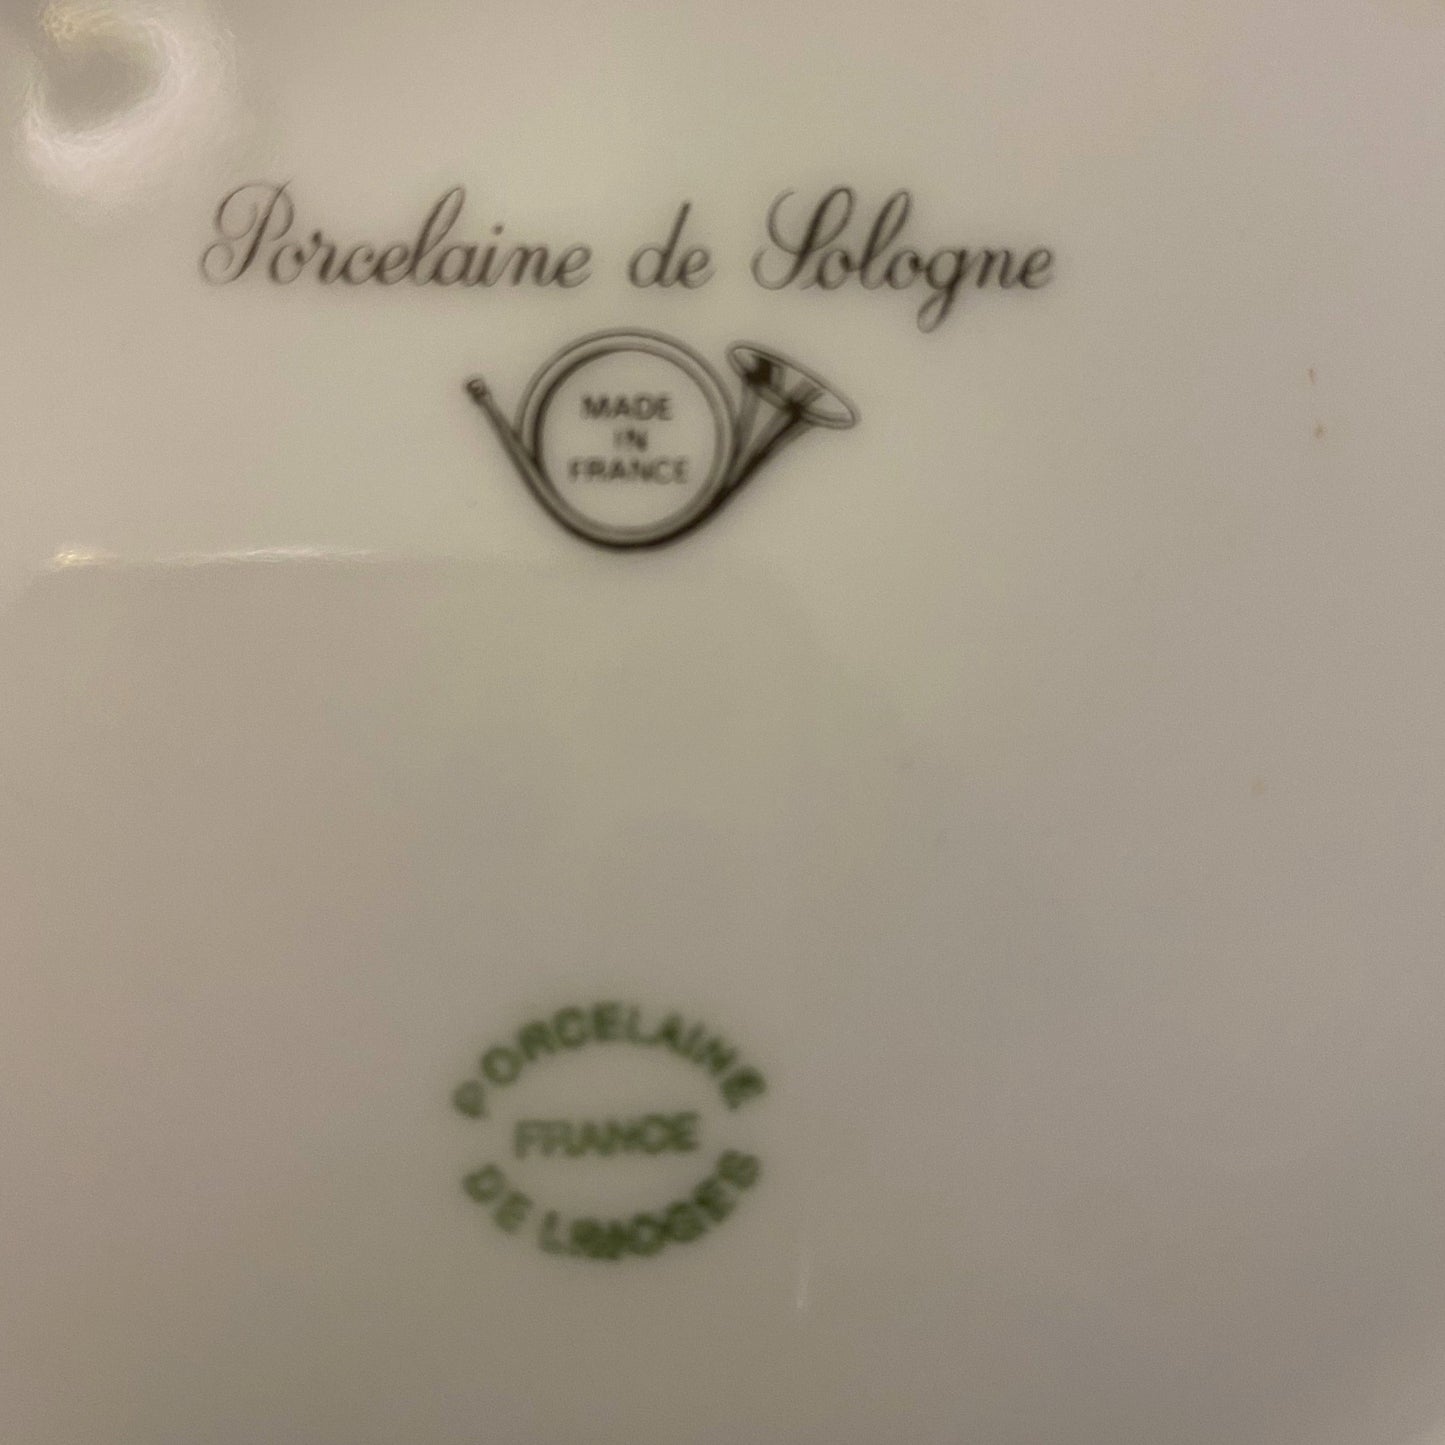 Porcelaine de Sologne
MADE
IN
FRANCE
PORCELAINE
FRANCE
DE LIMOGES